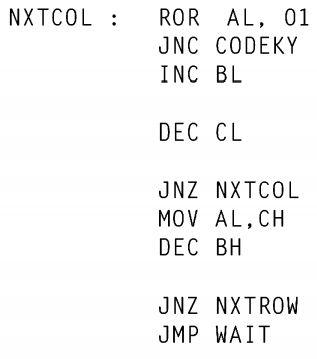 NXTCOL : ROR AL, 01
JNC CODEKY
INC BL
DEC CL
JNZ NXTCOL
MOV AL,CH
DEC BH
JNZ NXTROW
JMP WAIT